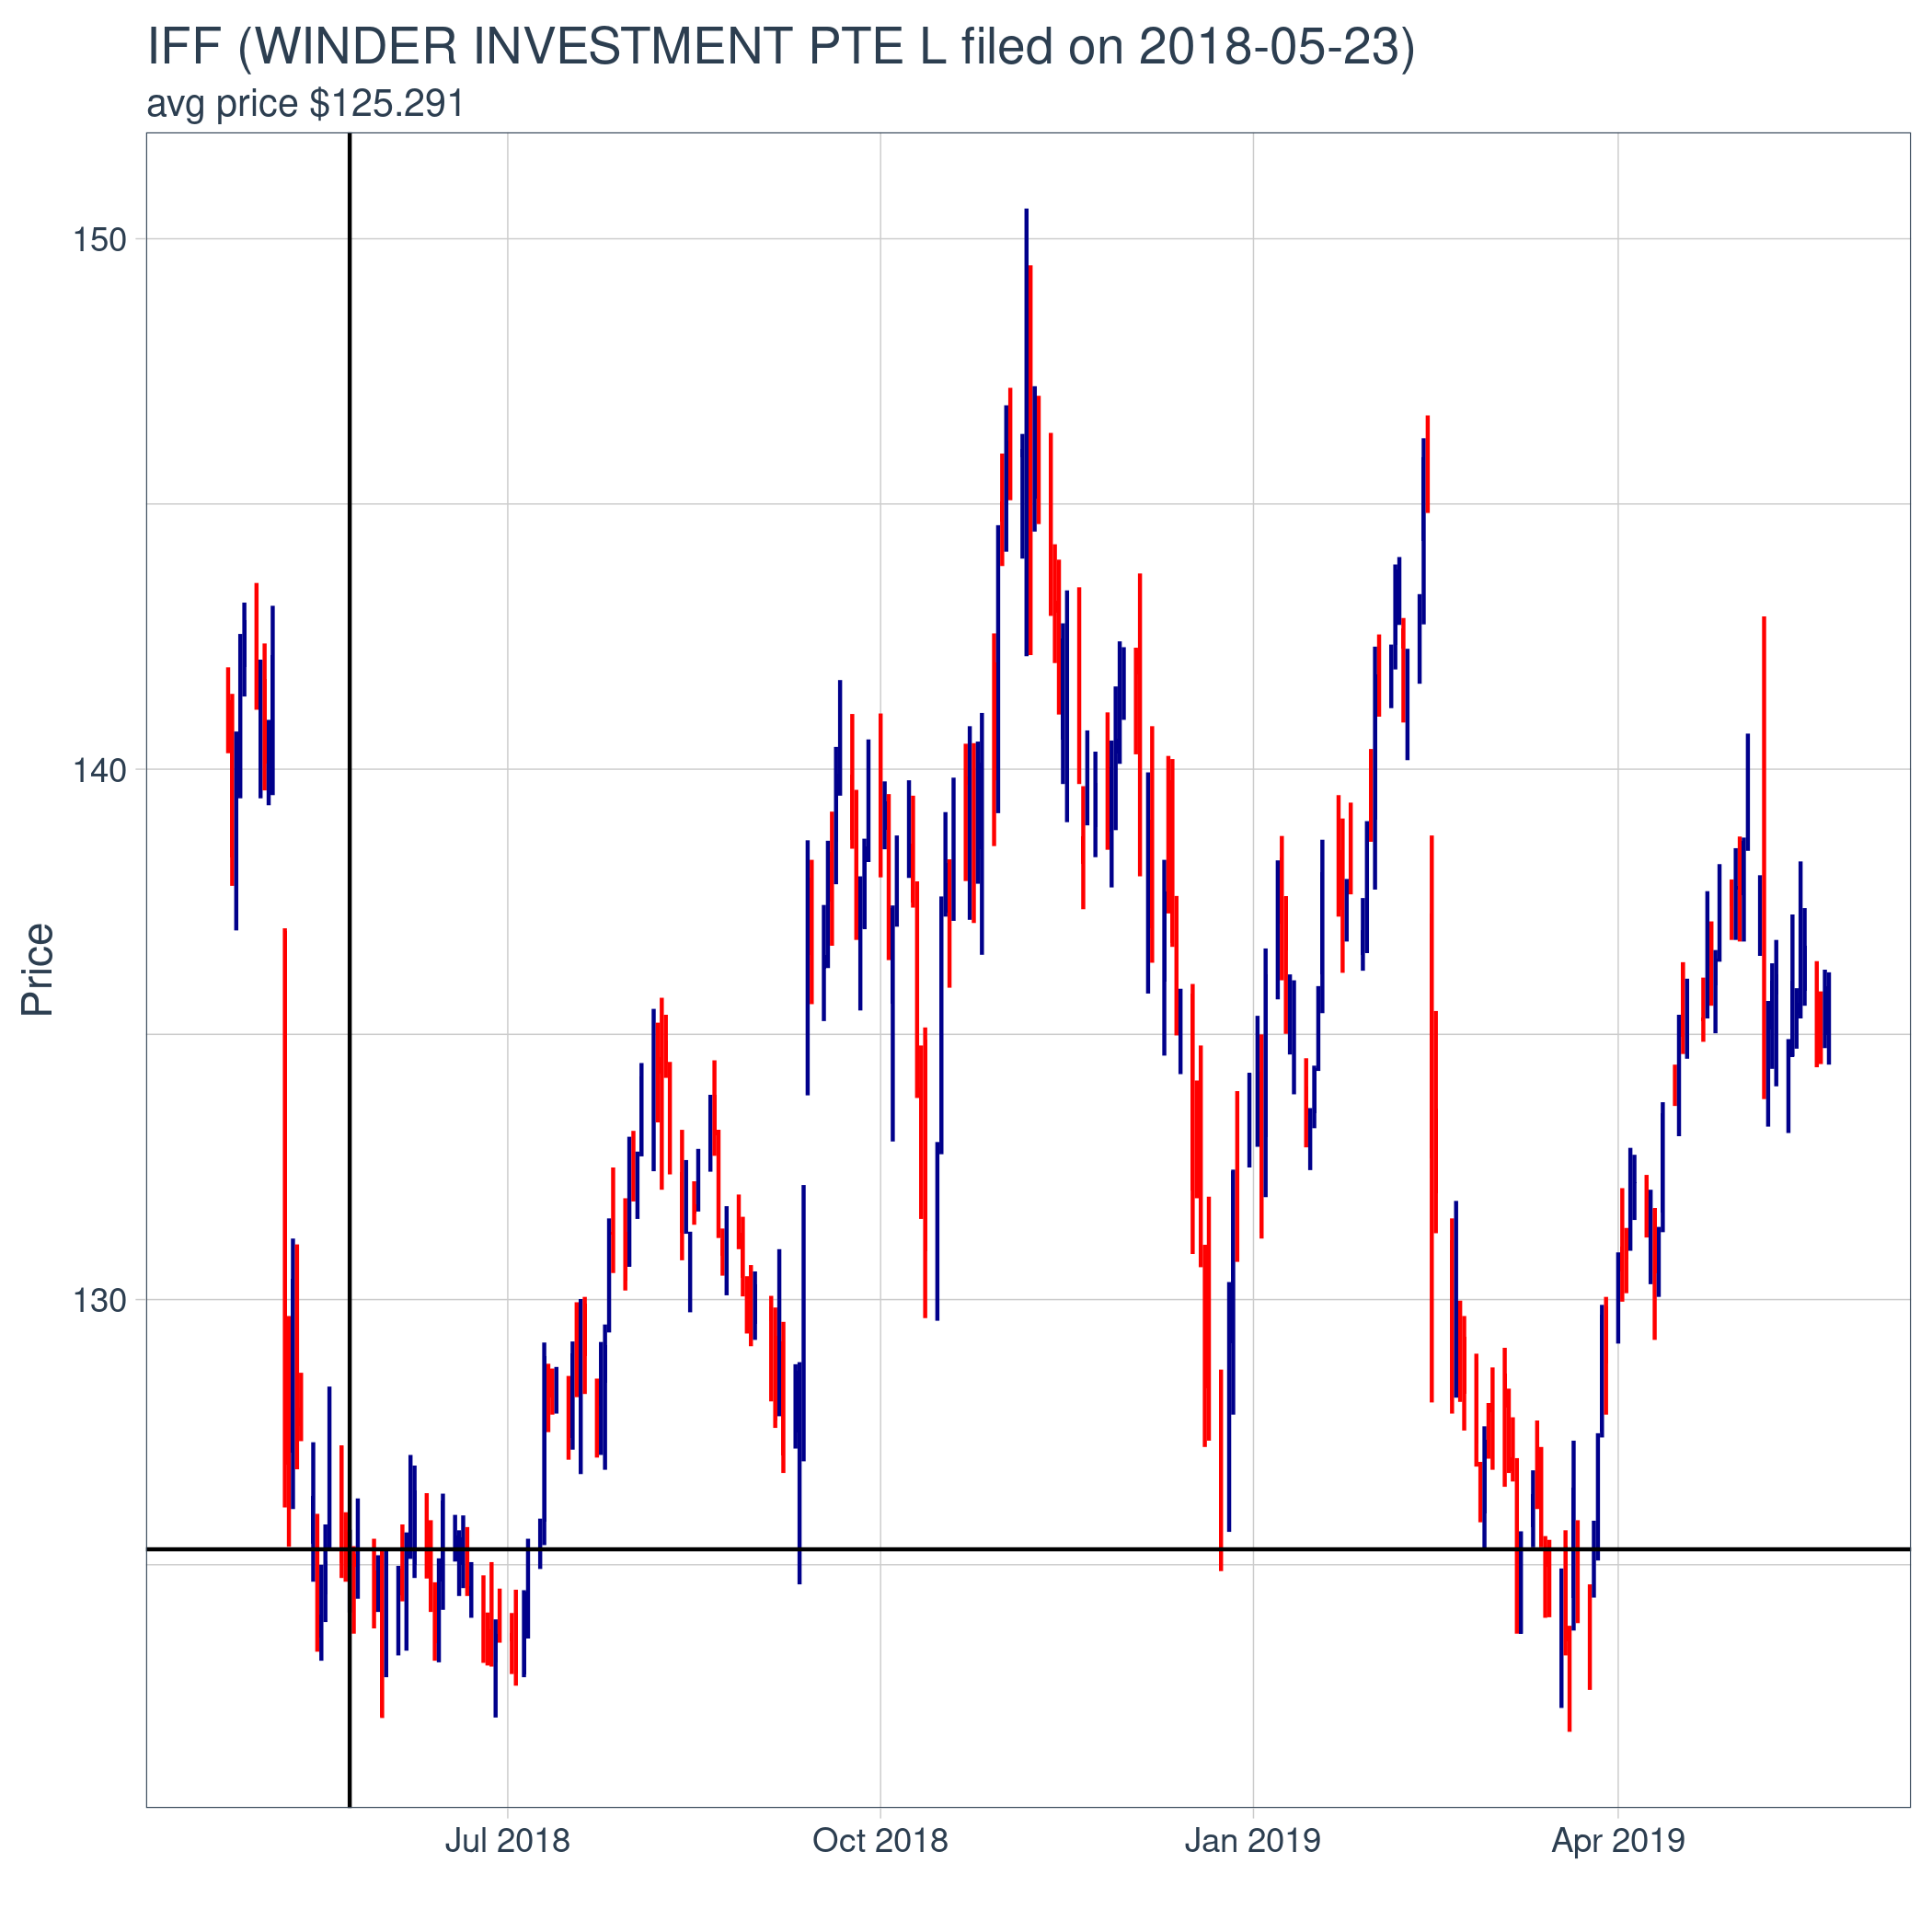 IFF (WINDER INVESTMENT PTE L filed on 2018-05-23)
avg price $125.291
150
140
130
Price
Jul 2018
Oct 2018
Jan 2019
Apr 2019